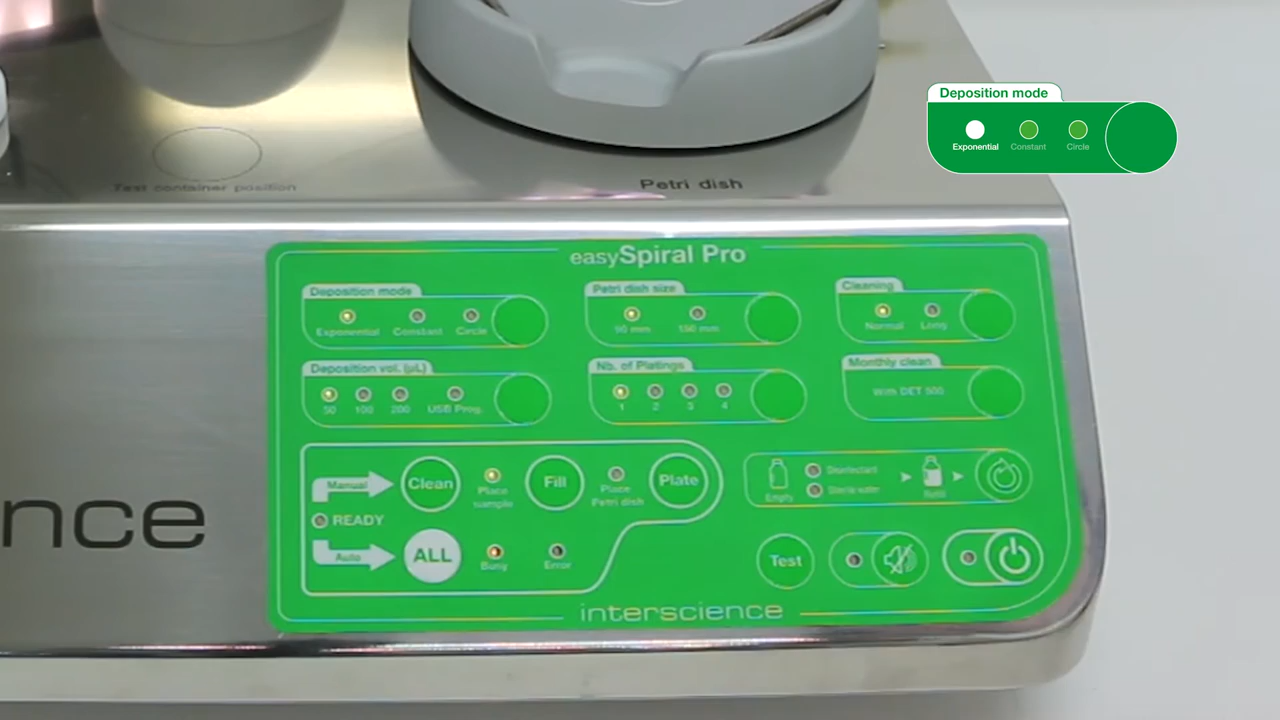 Deposition mode
Exponential Constant Circle
Test container position
Petri dish
easySpiral Pro
Deposition mode
Exponential Constant Circle
Petri dish size
90 mm 150 mm
Cleaning
Normal Long
Deposition vol. (µL)
50 100 200 USB Prog.
Nb. of Platings
1 2 3 4
Monthly clean
With DET 500
Manual
Clean
Place sample
Fill
Place Petri dish
Plate
Empty
Disinfectant
Sterile water
Refill
READY
Auto
ALL
Busy
Error
Test
nce
interscience